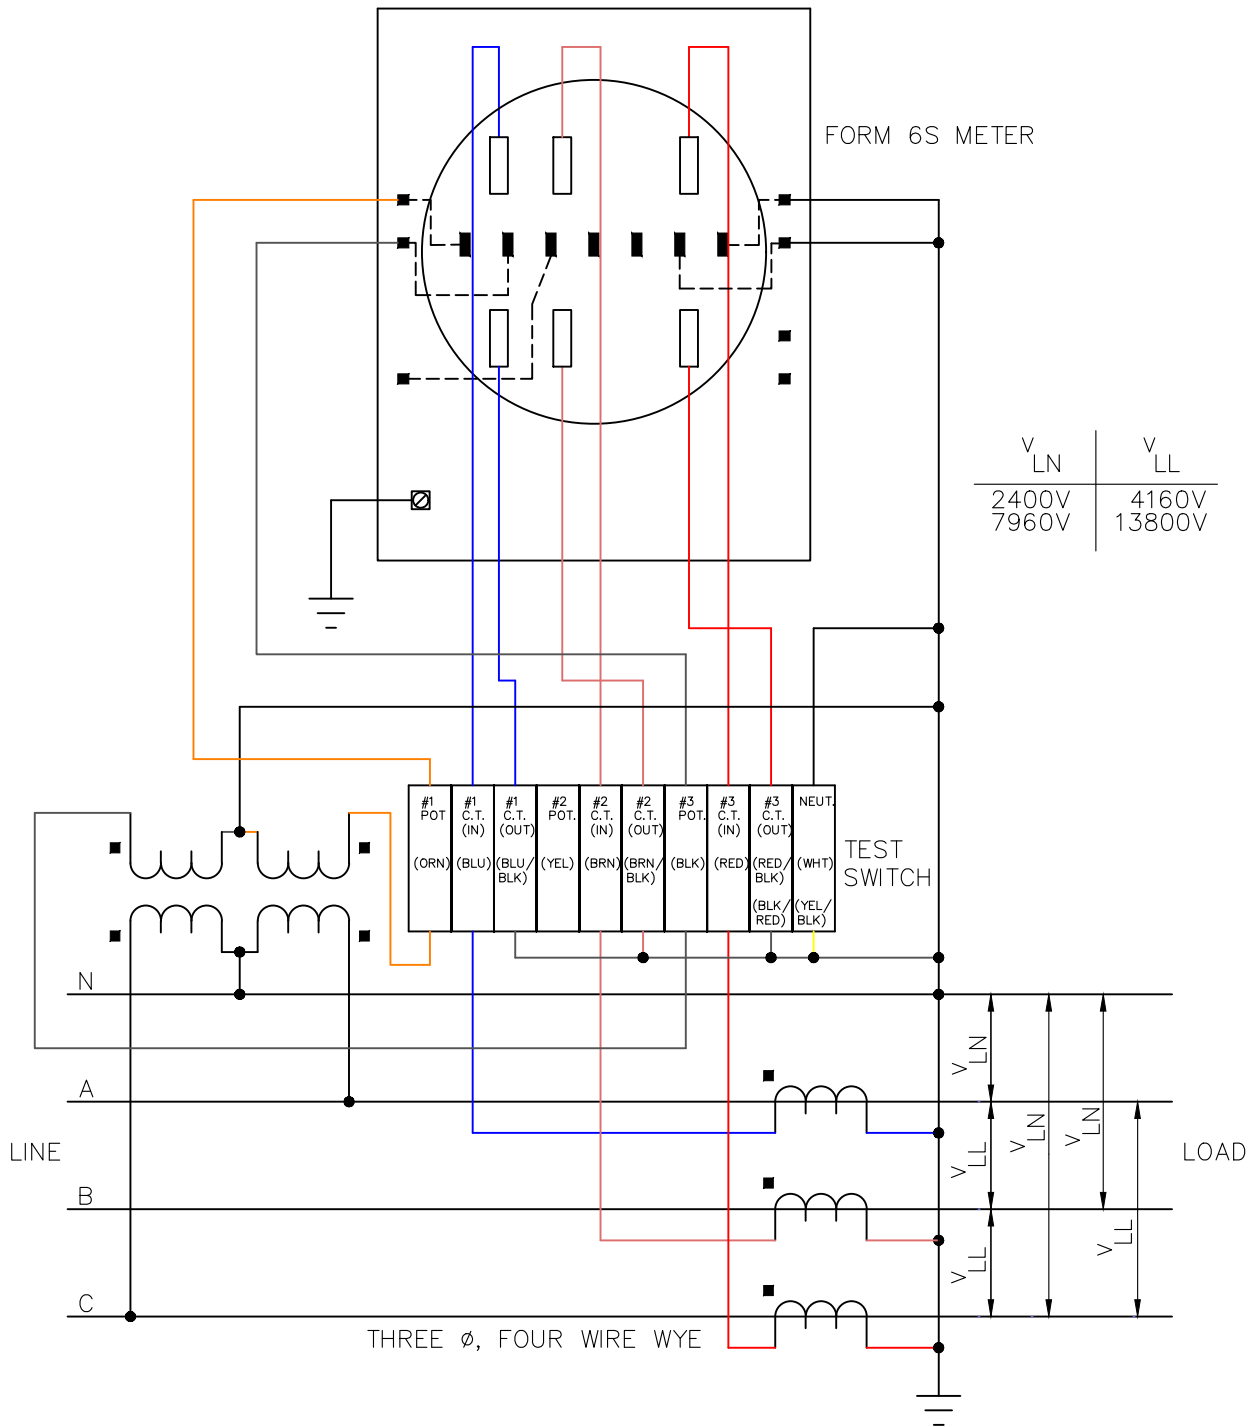 FORM 6S METER
V LN
V LL
2400V
4160V
7960V
13800V
#1 POT
(ORN)
#1 C.T. (IN)
(BLU)
#1 C.T. (OUT)
(BLU/ BLK)
#2 POT.
(YEL)
#2 C.T. (IN)
(BRN)
#2 C.T. (OUT)
(BRN/ BLK)
#3 POT.
(BLK)
#3 C.T. (IN)
(RED)
#3 C.T. (OUT)
(RED/ BLK)
(BLK/ RED)
NEUT.
(WHT)
(YEL/ BLK)
TEST
SWITCH
N
A
LINE
B
C
V LN
V LL
V LL
V LN
V LN
V LL
LOAD
THREE ø, FOUR WIRE WYE